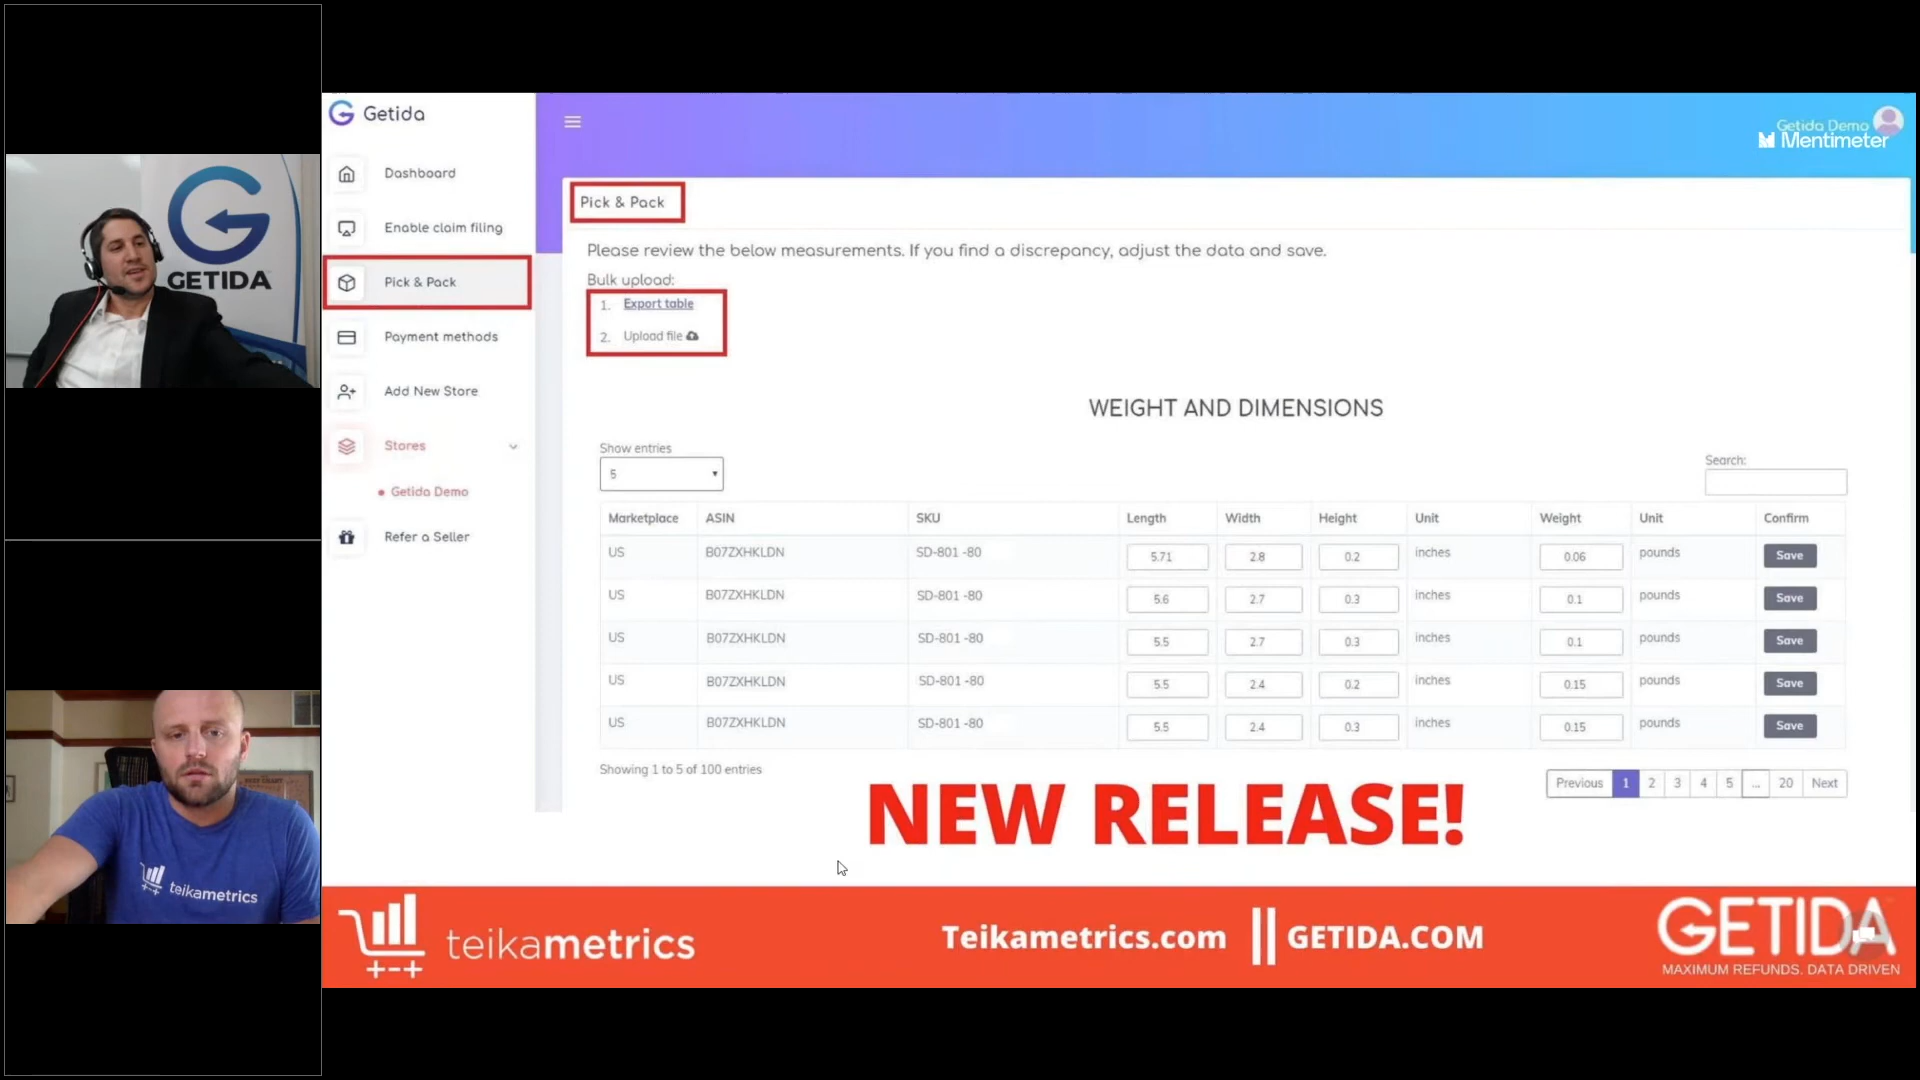 GETIDA
teikametrics
Getida
Dashboard
Enable claim filing
Pick & Pack
Payment methods
Add New Store
Stores
Getida Demo
Refer a Seller
Getida Demo
Mentimeter
Pick & Pack
Please review the below measurements. If you find a discrepancy, adjust the data and save.
Bulk upload:
1. Export table
2. Upload file
WEIGHT AND DIMENSIONS
Show entries
5
Search:
Marketplace ASIN SKU Length Width Height Unit Weight Unit Confirm
US B07ZXHKLDN SD-801 -80 5.71 2.8 0.2 inches 0.06 pounds Save
US B07ZXHKLDN SD-801 -80 5.6 2.7 0.3 inches 0.1 pounds Save
US B07ZXHKLDN SD-801 -80 5.5 2.7 0.3 inches 0.1 pounds Save
US B07ZXHKLDN SD-801 -80 5.5 2.4 0.2 inches 0.15 pounds Save
US B07ZXHKLDN SD-801 -80 5.5 2.4 0.3 inches 0.15 pounds Save
Showing 1 to 5 of 100 entries
Previous 1 2 3 4 5 ... 20 Next
NEW RELEASE!
teikametrics
Teikametrics.com || GETIDA.COM
GETIDA
MAXIMUM REFUNDS. DATA DRIVEN